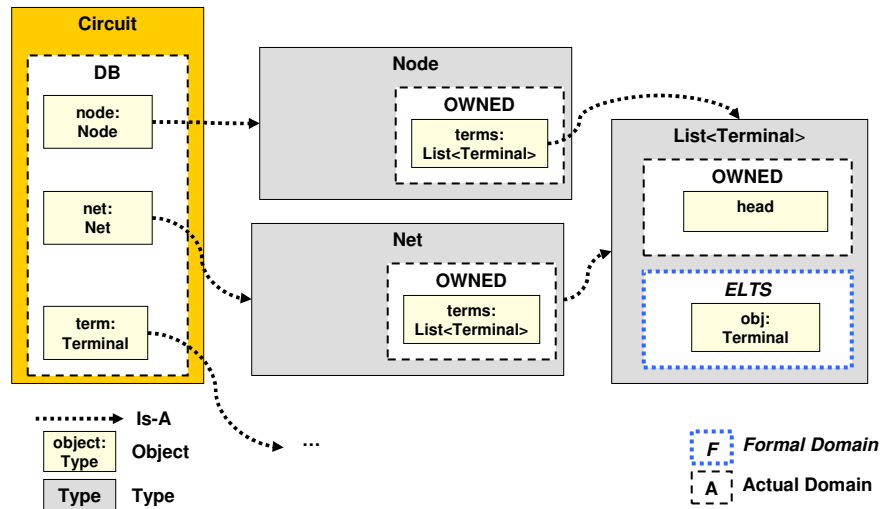 Circuit
DB
node:
Node
net:
Net
term:
Terminal
Node
OWNED
terms:
List<Terminal>
Net
OWNED
terms:
List<Terminal>
List<Terminal>
OWNED
head
ELTS
obj:
Terminal
...
Is-A
object:
Type
Object
Type
Type
F
Formal Domain
A
Actual Domain